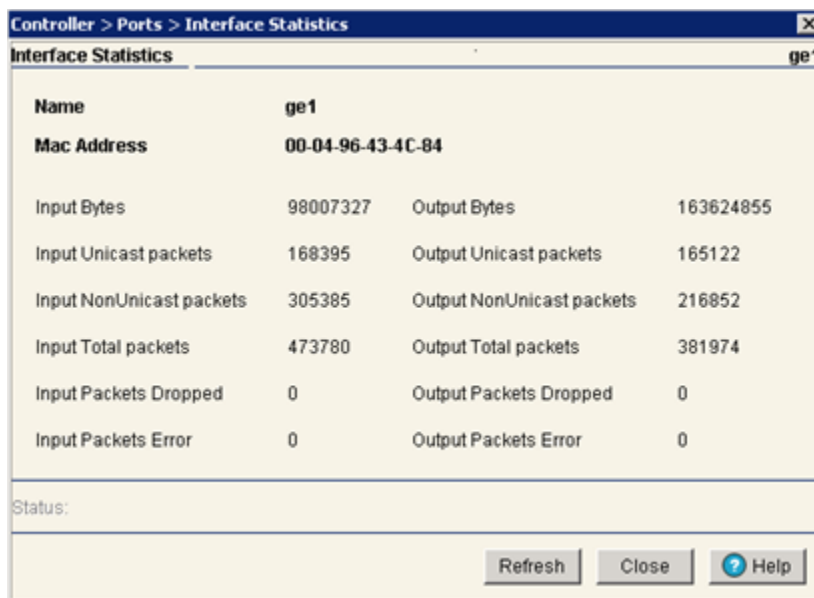 Controller > Ports > Interface Statistics
Interface Statistics ge1
Name ge1
Mac Address 00-04-96-43-4C-84
Input Bytes 98007327 Output Bytes 163624855
Input Unicast packets 168395 Output Unicast packets 165122
Input NonUnicast packets 305385 Output NonUnicast packets 216852
Input Total packets 473780 Output Total packets 381974
Input Packets Dropped 0 Output Packets Dropped 0
Input Packets Error 0 Output Packets Error 0
Status:
Refresh Close ? Help